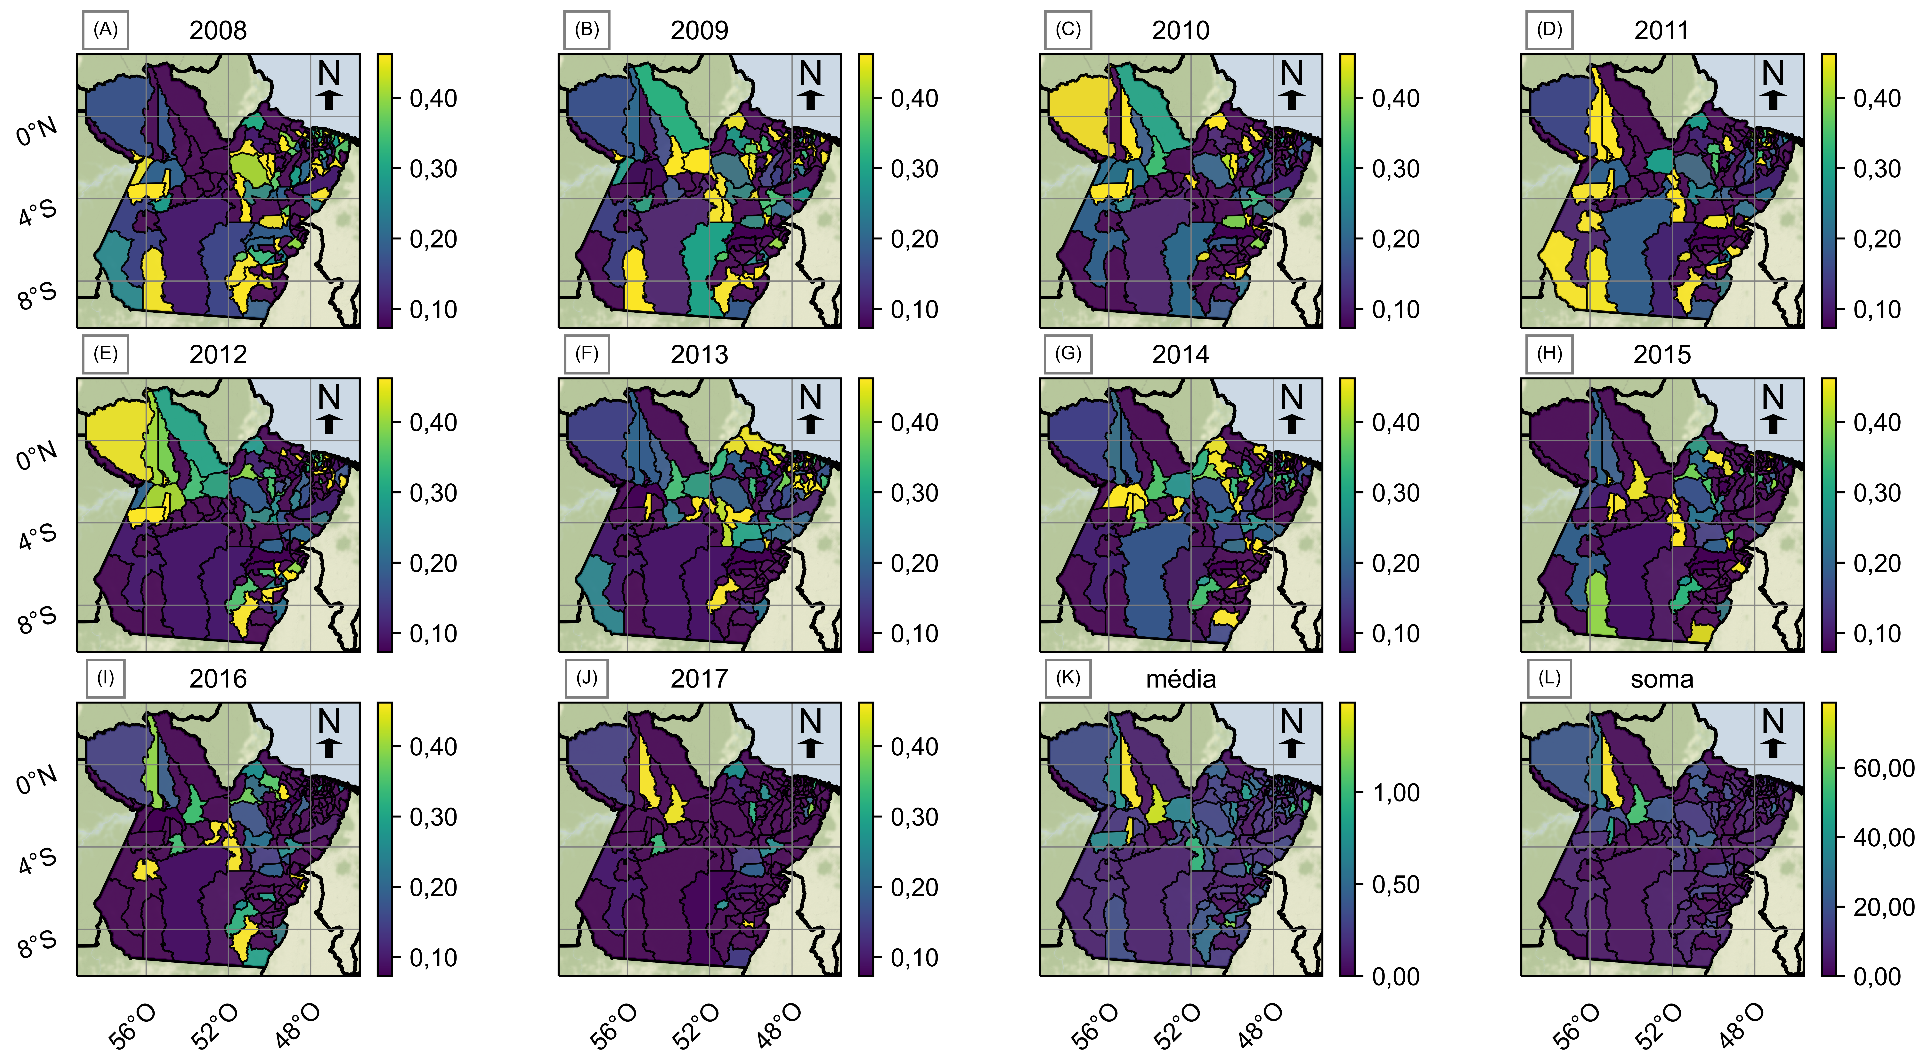 (A) 2008
N
0,40
0,30
0,20
0,10
0°N
4°S
8°S
(B) 2009
N
0,40
0,30
0,20
0,10
(C) 2010
N
0,40
0,30
0,20
0,10
(D) 2011
N
0,40
0,30
0,20
0,10
(E) 2012
N
0,40
0,30
0,20
0,10
0°N
4°S
8°S
(F) 2013
N
0,40
0,30
0,20
0,10
(G) 2014
N
0,40
0,30
0,20
0,10
(H) 2015
N
0,40
0,30
0,20
0,10
(I) 2016
N
0,40
0,30
0,20
0,10
0°N
4°S
8°S
56°O 52°O 48°O
(J) 2017
N
0,40
0,30
0,20
0,10
56°O 52°O 48°O
(K) média
N
1,00
0,50
0,00
56°O 52°O 48°O
(L) soma
N
60,00
40,00
20,00
0,00
56°O 52°O 48°O